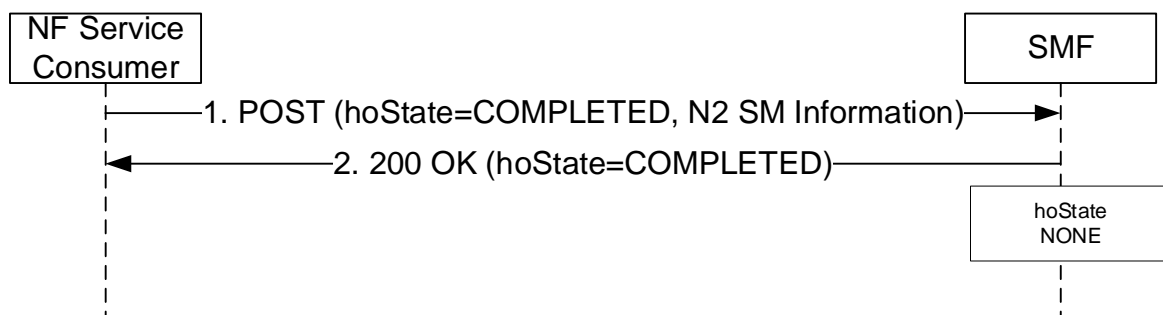 NF Service
Consumer
SMF
1. POST (hoState=COMPLETED, N2 SM Information)
2. 200 OK (hoState=COMPLETED)
hoState
NONE